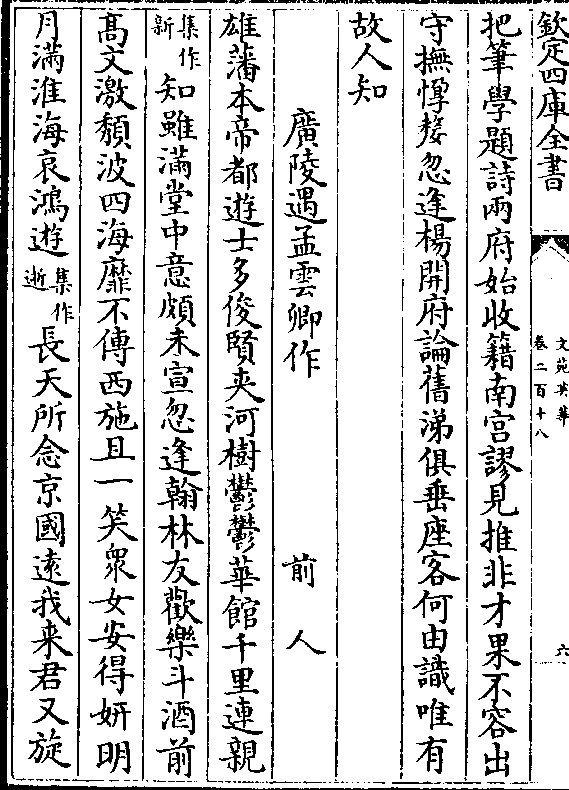 欽定四庫全書
文苑英華
卷二百十八
六
把筆學題詩兩府始收籍南宫謬見推非才果不容出
守撫惸嫠忽逢楊開府論舊涕俱垂座客何由識唯有
故人知
廣陵遇孟雲卿作
前人
雄藩本帝都遊士多俊賢夾河樹鬱鬱華館千里連親
集作
新
知雖滿堂中意頗未宣忽逢翰林友歡樂斗酒前
髙文激頽波四海靡不傳西施且一笑衆女安得妍明
月滿淮海哀鴻遊
集作
逝
長天所念京國逺我来君又旋